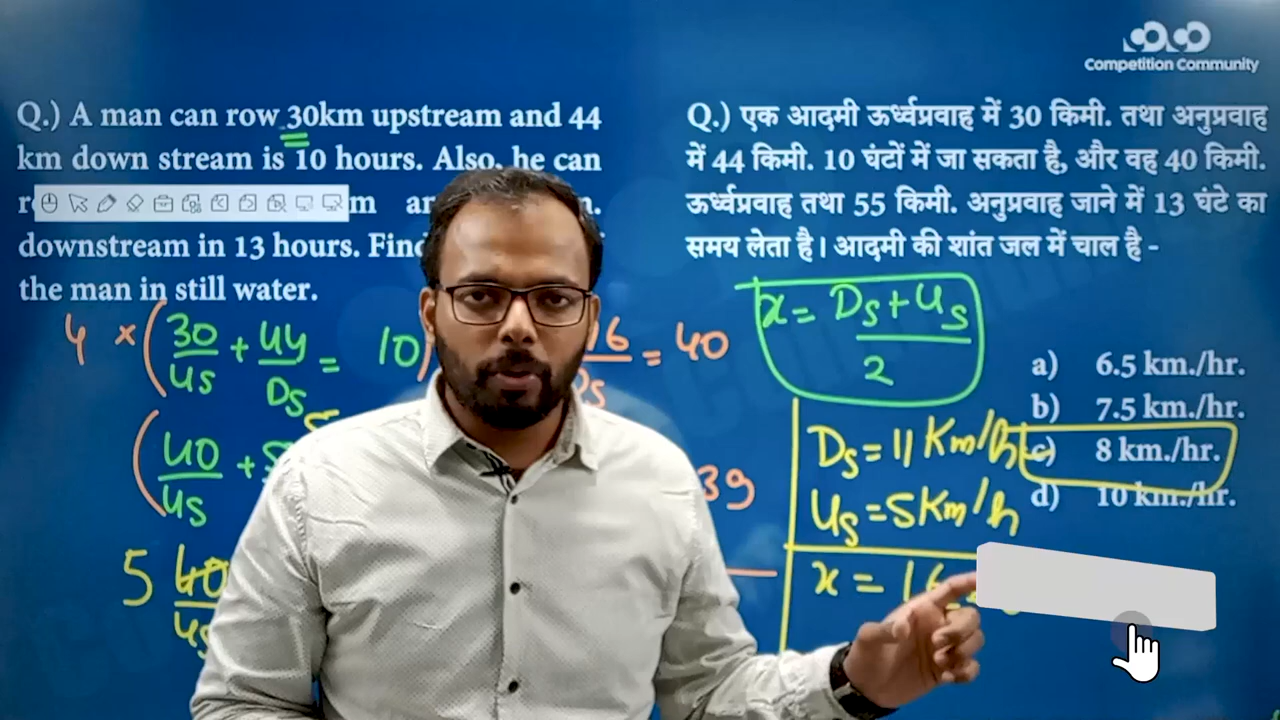 Competition Community
Q.) A man can row 30km upstream and 44
km down stream is 10 hours. Also, he can
downstream in 13 hours. Find
the man in still water.
Q.) एक आदमी ऊर्ध्वप्रवाह में 30 किमी. तथा अनुप्रवाह
में 44 किमी. 10 घंटों में जा सकता है, और वह 40 किमी.
ऊर्ध्वप्रवाह तथा 55 किमी. अनुप्रवाह जाने में 13 घंटे का
समय लेता है। आदमी की शांत जल में चाल है -
4 × (30/us + 44/Ds = 10)
= 40
(40/us +
39
5 40
x = Ds + us / 2
Ds = 11 Km/h
us = 5 Km/h
x =
a) 6.5 km./hr.
b) 7.5 km./hr.
c) 8 km./hr.
d) 10 km./hr.